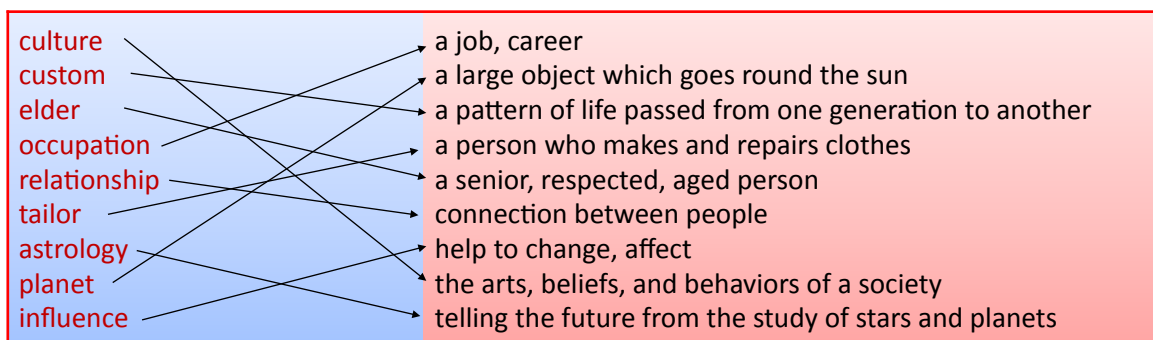 culture a job, career
custom a large object which goes round the sun
elder a pattern of life passed from one generation to another
occupation a person who makes and repairs clothes
relationship a senior, respected, aged person
tailor connection between people
astrology help to change, affect
planet the arts, beliefs, and behaviors of a society
influence telling the future from the study of stars and planets